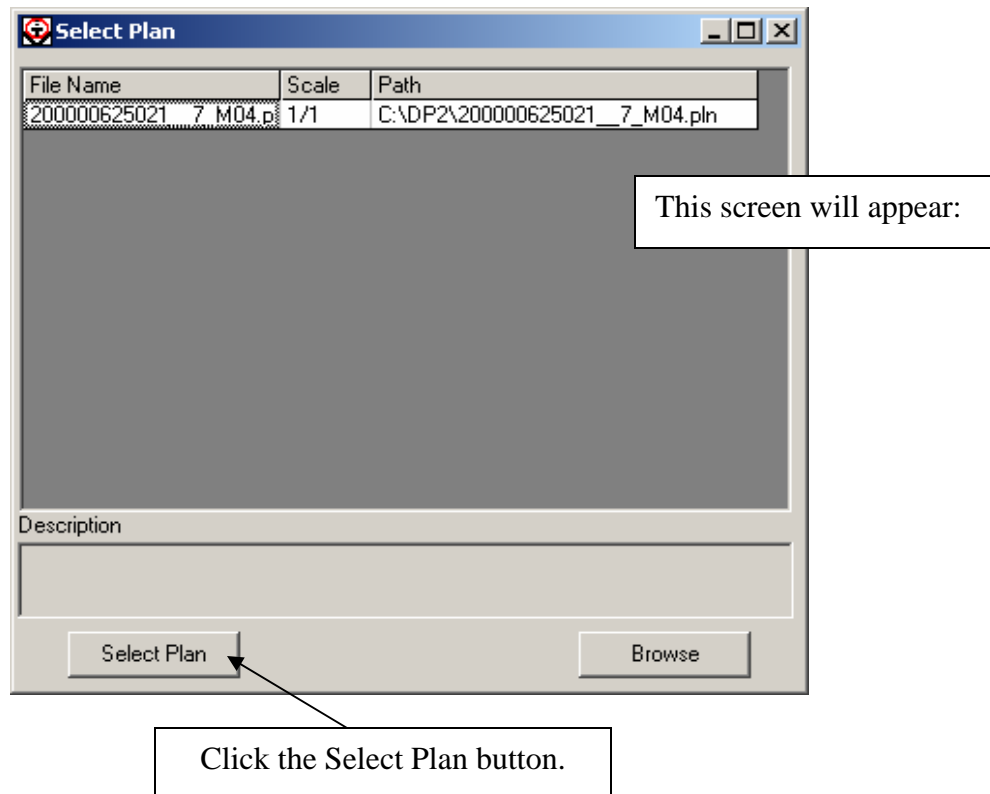 Select Plan
File Name Scale Path
200000625021__7_M04.p 1/1 C:\DP2\200000625021__7_M04.pln
This screen will appear:
Description
Select Plan Browse
Click the Select Plan button.